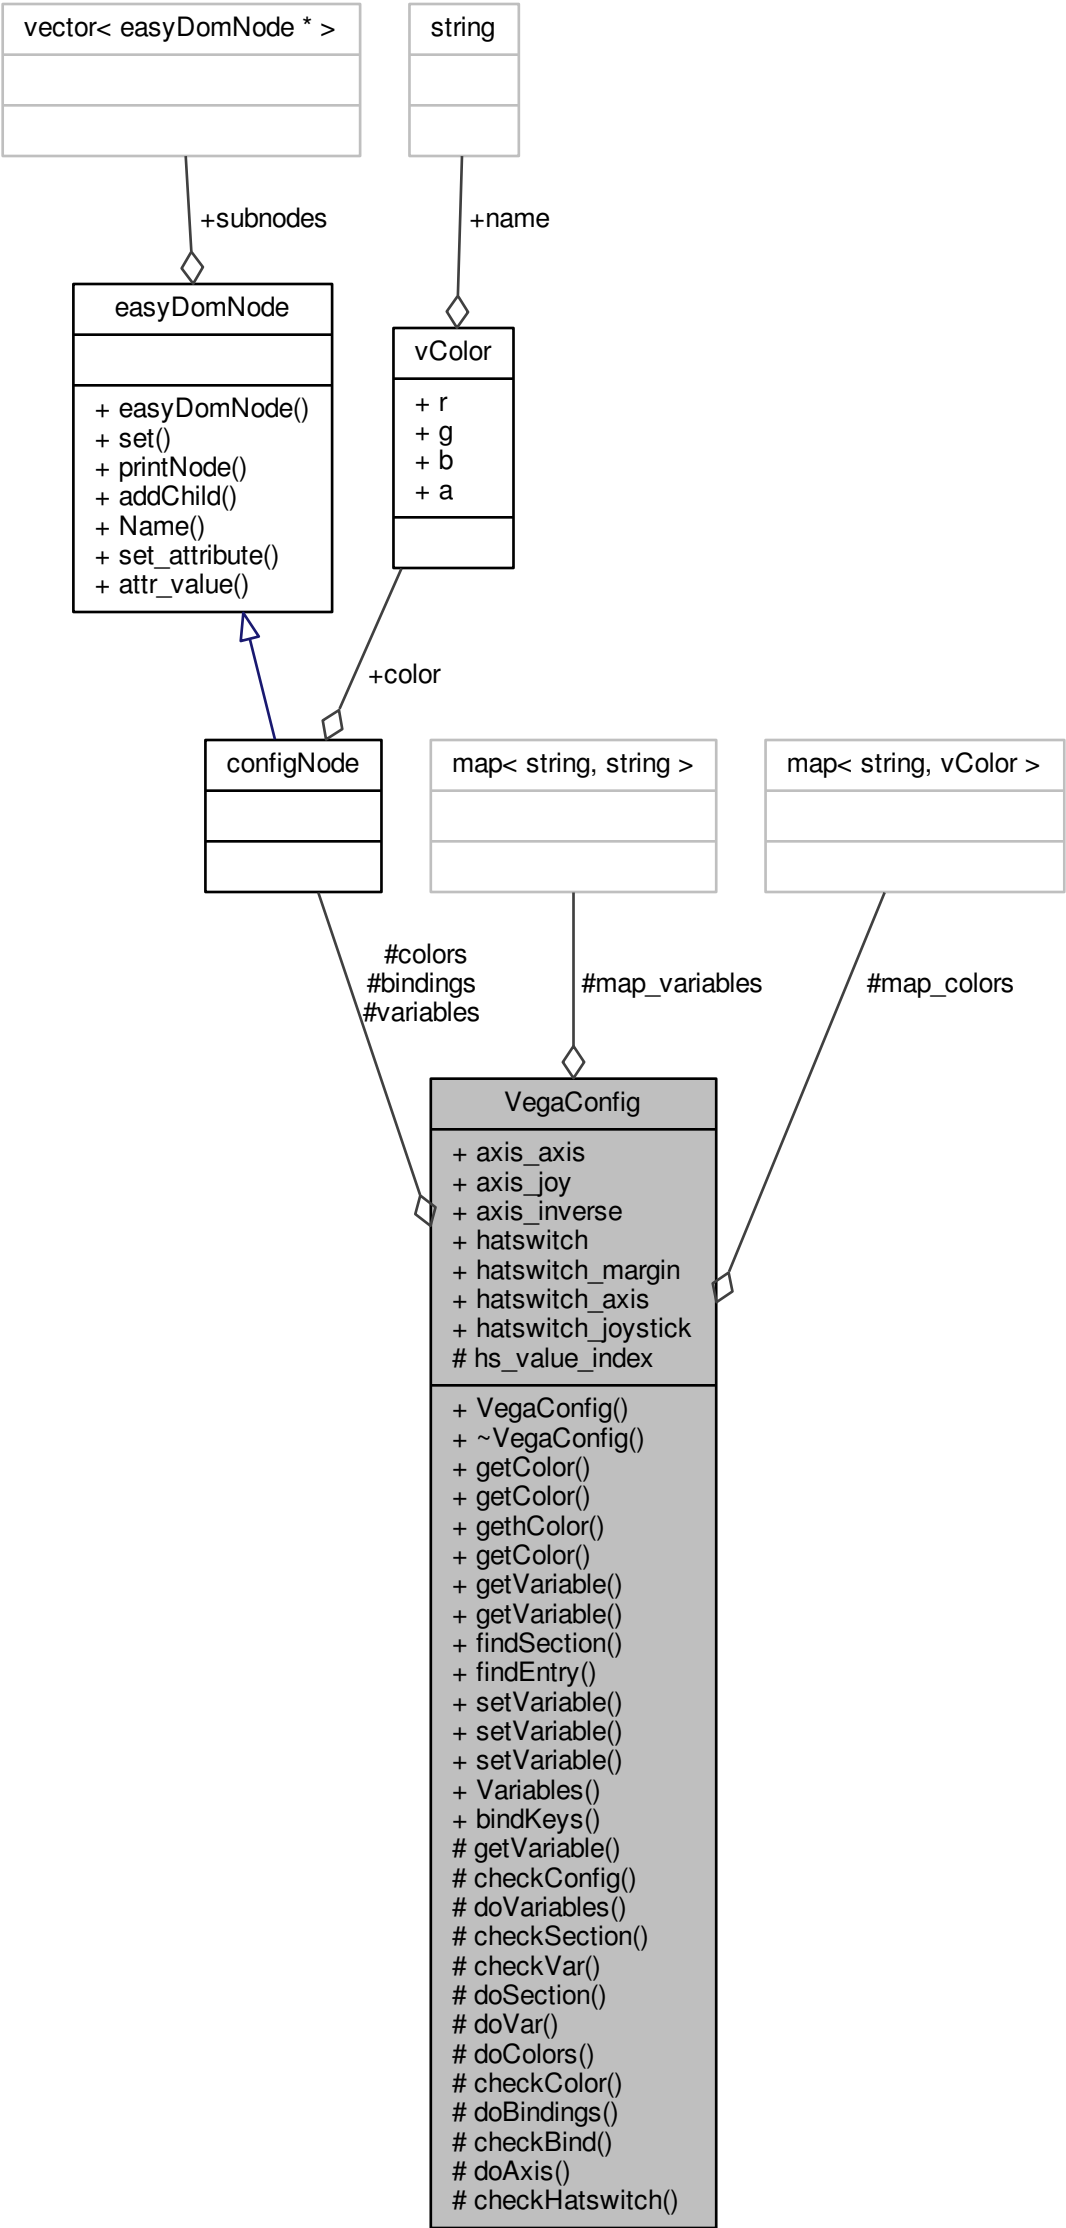 vector< easyDomNode * >
string
+subnodes
+name
easyDomNode
+ easyDomNode()
+ set()
+ printNode()
+ addChild()
+ Name()
+ set_attribute()
+ attr_value()
vColor
+ r
+ g
+ b
+ a
+color
configNode
map< string, string >
map< string, vColor >
#colors
#bindings
#variables
#map_variables
#map_colors
VegaConfig
+ axis_axis
+ axis_joy
+ axis_inverse
+ hatswitch
+ hatswitch_margin
+ hatswitch_axis
+ hatswitch_joystick
# hs_value_index
+ VegaConfig()
+ ~VegaConfig()
+ getColor()
+ getColor()
+ gethColor()
+ getColor()
+ getVariable()
+ getVariable()
+ findSection()
+ findEntry()
+ setVariable()
+ setVariable()
+ setVariable()
+ Variables()
+ bindKeys()
# getVariable()
# checkConfig()
# doVariables()
# checkSection()
# checkVar()
# doSection()
# doVar()
# doColors()
# checkColor()
# doBindings()
# checkBind()
# doAxis()
# checkHatswitch()